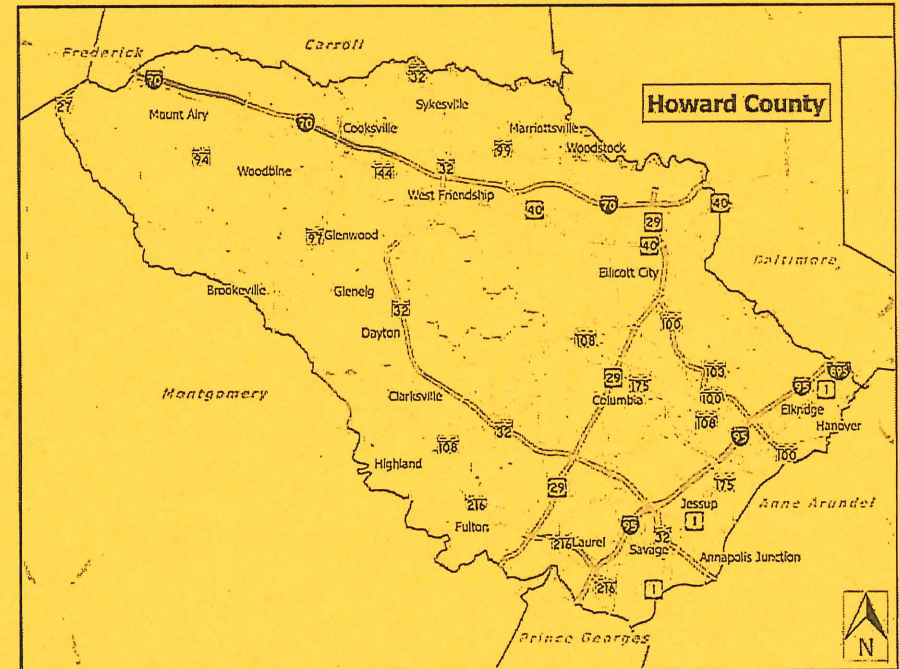 Frederick
Carroll
70
32
27
Howard County
Mount Airy
70
Sykesville
Cooksville
Marriottsville
99
Woodstock
94
Woodbine
144
32
West Friendship
40
70
40
29
97
Glenwood
40
Ellicott City
Baltimore
Brookeville
Glenelg
32
Dayton
100
108
103
895
29
175
100
95
1
Montgomery
Clarksville
Columbia
Elkridge
108
Hanover
32
95
108
100
Highland
175
29
216
Jessup
Anne Arundel
Fulton
95
1
216
Laurel
32
Savage
Annapolis Junction
216
1
Prince Georges
N